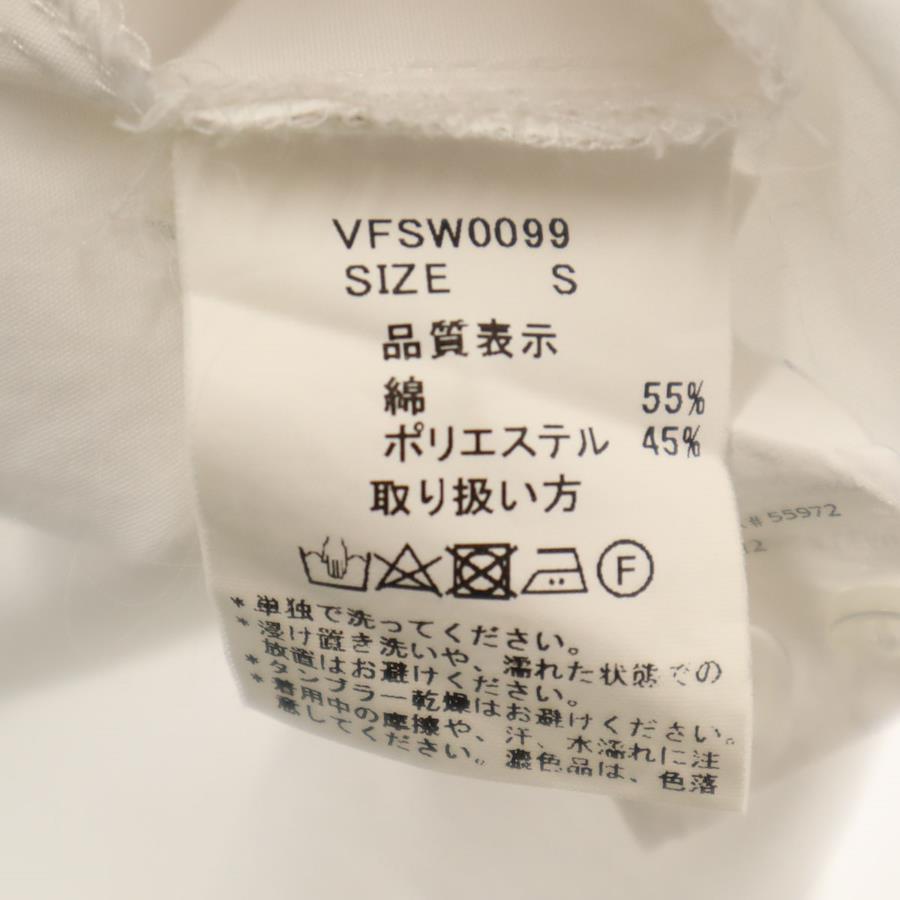 VFSW0099
SIZE S
品質表示
綿 55%
ポリエステル 45%
取り扱い方
F
*単独で洗ってください。
*浸け置き洗いや、濡れた状態での
放置はお避けください。
*タンブラー乾燥はお避けください。
*着用中の摩擦や、汗、水濡れに注
意してください。濃色品は、色落
# 55972